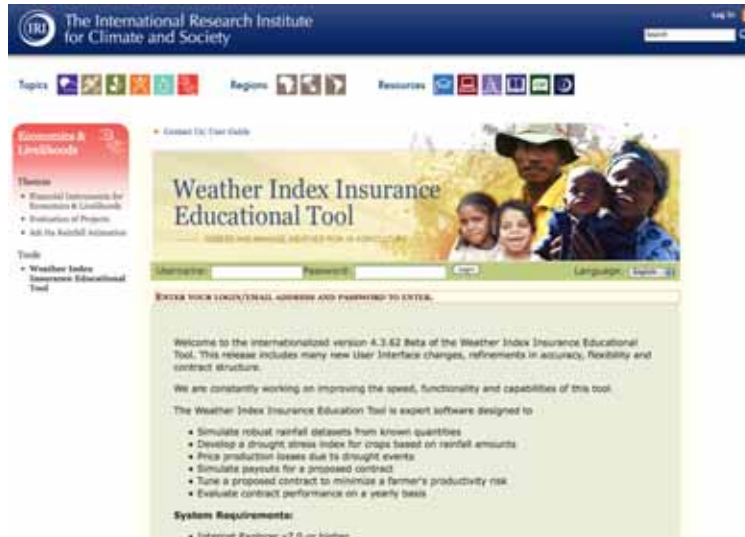 IRI
The International Research Institute
for Climate and Society
Log In
Search
Topics
Regions
Resources
Economics &
Livelihoods
Themes
• Financial Instruments for
Economics & Livelihoods
• Evaluation of Projects
• Rainfall Animation
Tools
• Weather Index
Insurance Educational
Tool
Contact Us/ User Guide
Weather Index Insurance
Educational Tool
Username:
Password:
Login
Language:
English
ENTER YOUR LOGIN/EMAIL ADDRESS AND PASSWORD TO ENTER.
Welcome to the internationalized version 4.3.62 Beta of the Weather Index Insurance Educational
Tool. This release includes many new User Interface changes, refinements in accuracy, flexibility and
contract structure.
We are constantly working on improving the speed, functionality and capabilities of this tool.
The Weather Index Insurance Education Tool is expert software designed to
• Simulate robust rainfall datasets from known quantities
• Develop a drought stress index for crops based on rainfall amounts
• Price production losses due to drought events
• Simulate payouts for a proposed contract
• Tune a proposed contract to minimize a farmer's productivity risk
• Evaluate contract performance on a yearly basis
System Requirements:
• Internet Explorer v7.0 or higher